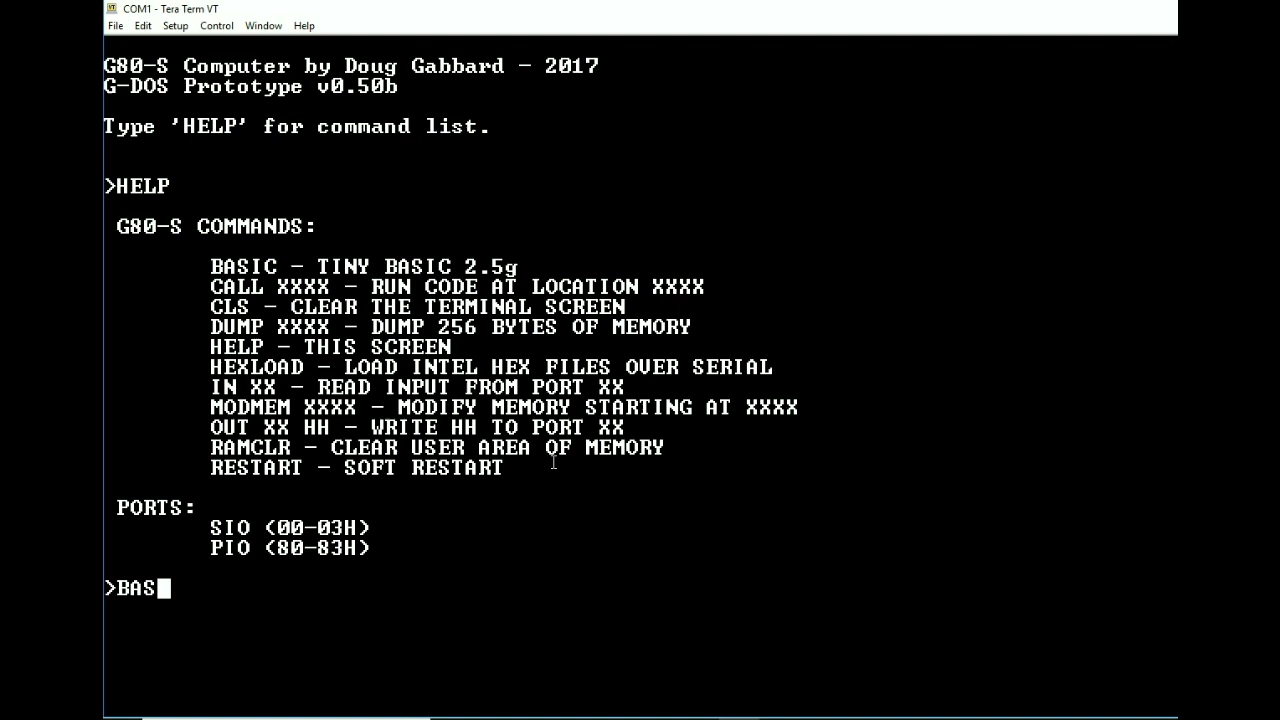 COM1 - Tera Term VT
File Edit Setup Control Window Help
G80-S Computer by Doug Gabbard - 2017
G-DOS Prototype v0.50b
Type 'HELP' for command list.
>HELP
G80-S COMMANDS:
BASIC - TINY BASIC 2.5g
CALL XXXX - RUN CODE AT LOCATION XXXX
CLS - CLEAR THE TERMINAL SCREEN
DUMP XXXX - DUMP 256 BYTES OF MEMORY
HELP - THIS SCREEN
HEXLOAD - LOAD INTEL HEX FILES OVER SERIAL
IN XX - READ INPUT FROM PORT XX
MODMEM XXXX - MODIFY MEMORY STARTING AT XXXX
OUT XX HH - WRITE HH TO PORT XX
RAMCLR - CLEAR USER AREA OF MEMORY
RESTART - SOFT RESTART
PORTS:
SIO (00-03H)
PIO (80-83H)
>BAS